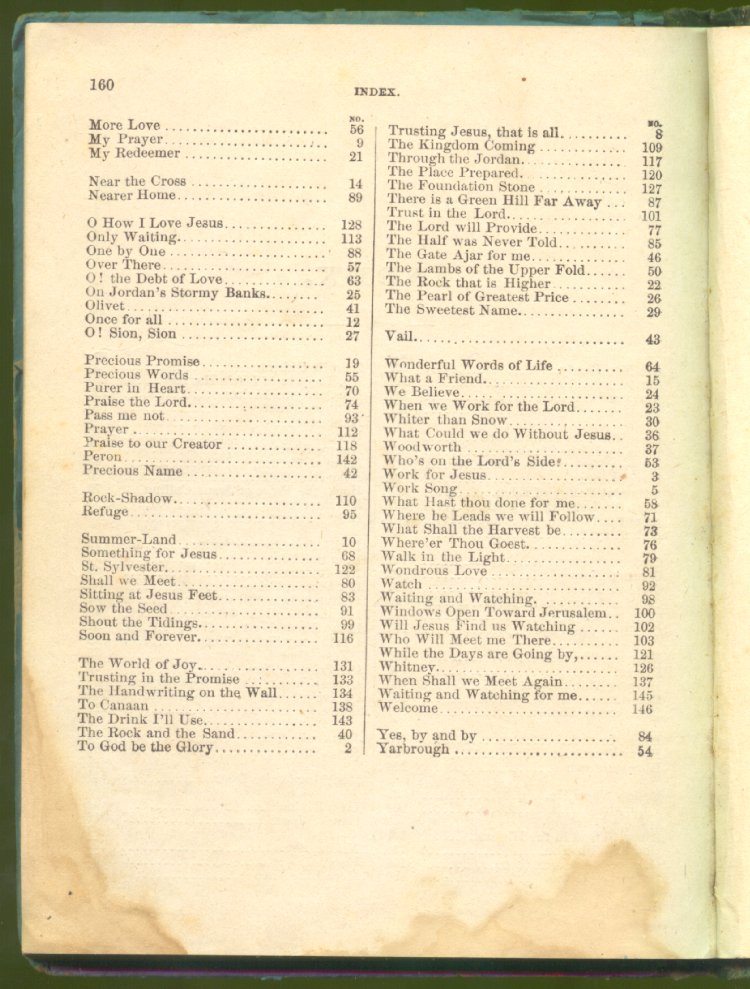 160
INDEX.
NO.
More Love ........................ 56
My Prayer........................ 9
My Redeemer ...................... 21
Near the Cross .................... 14
Nearer Home...................... 89
O How I Love Jesus............... 128
Only Waiting...................... 113
One by One ....................... 88
Over There........................ 57
O! the Debt of Love............... 63
On Jordan's Stormy Banks........ 25
Olivet............................. 41
Once for all ....................... 12
O! Sion, Sion ..................... 27
Precious Promise.................. 19
Precious Words ................... 55
Purer in Heart.................... 70
Praise the Lord.................... 74
Pass me not....................... 93
Prayer ............................ 112
Praise to our Creator .............. 118
Peron............................. 142
Precious Name .................... 42
Rock-Shadow..................... 110
Refuge............................ 95
Summer-Land .................... 10
Something for Jesus............... 68
St. Sylvester....................... 122
Shall we Meet..................... 80
Sitting at Jesus Feet............... 83
Sow the Seed...................... 91
Shout the Tidings................. 99
Soon and Forever................. 116
The World of Joy................. 131
Trusting in the Promise ........... 133
The Handwriting on the Wall...... 134
To Canaan ....................... 138
The Drink I'll Use................ 143
The Rock and the Sand............ 40
To God be the Glory............... 2
NO.
Trusting Jesus, that is all.......... 8
The Kingdom Coming ............. 109
Through the Jordan............... 117
The Place Prepared............... 120
The Foundation Stone ............. 127
There is a Green Hill Far Away ... 87
Trust in the Lord................. 101
The Lord will Provide............. 77
The Half was Never Told.......... 85
The Gate Ajar for me.............. 46
The Lambs of the Upper Fold...... 50
The Rock that is Higher........... 22
The Pearl of Greatest Price ........ 26
The Sweetest Name................ 29
Vail............................... 43
Wonderful Words of Life .......... 64
What a Friend..................... 15
We Believe........................ 24
When we Work for the Lord....... 23
Whiter than Snow................. 30
What Could we do Without Jesus.. 36
Woodworth ....................... 37
Who's on the Lord's Side?......... 53
Work for Jesus.................... 3
Work Song........................ 5
What Hast thou done for me....... 58
Where he Leads we will Follow.... 71
What Shall the Harvest be......... 73
Where'er Thou Goest.............. 76
Walk in the Light................. 79
Wondrous Love ................... 81
Watch ............................ 92
Waiting and Watching, ........... 98
Windows Open Toward Jerusalem.. 100
Will Jesus Find us Watching ...... 102
Who Will Meet me There.......... 103
While the Days are Going by,...... 121
Whitney........................... 126
When Shall we Meet Again........ 137
Waiting and Watching for me...... 145
Welcome.......................... 146
Yes, by and by .................... 84
Yarbrough ........................ 54